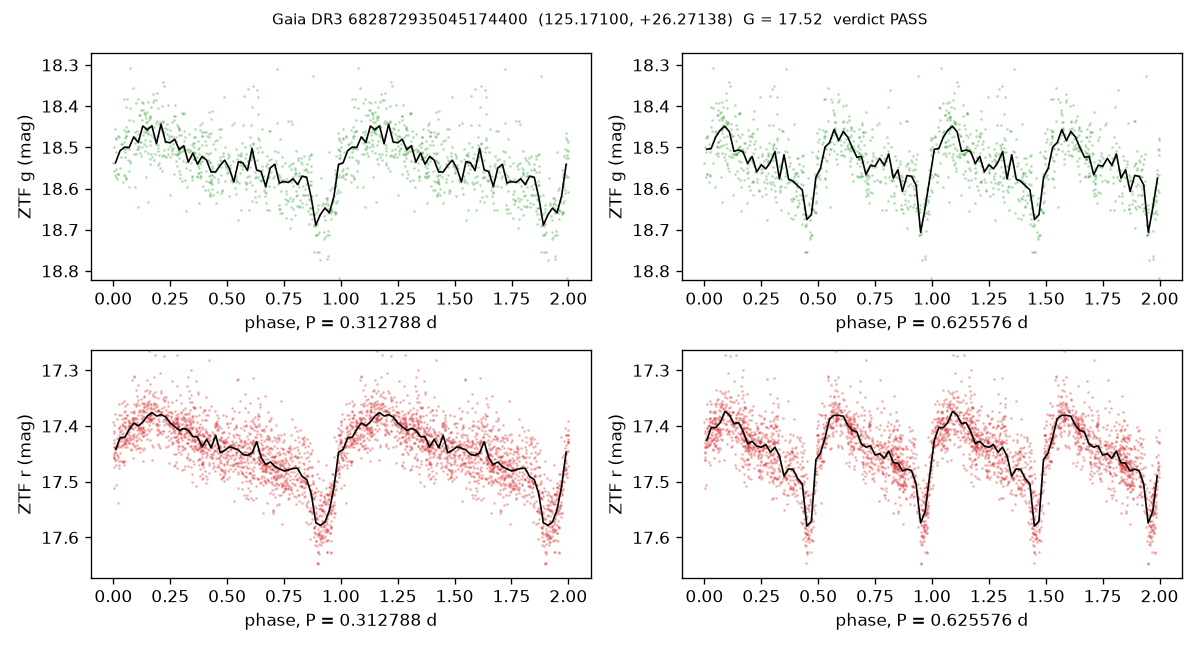 Gaia DR3 682872935045174400  (125.17100, +26.27138)  G = 17.52  verdict PASS
ZTF g (mag)
18.3
18.4
18.5
18.6
18.7
18.8
0.00 0.25 0.50 0.75 1.00 1.25 1.50 1.75 2.00
phase, P = 0.312788 d
ZTF g (mag)
18.3
18.4
18.5
18.6
18.7
18.8
0.00 0.25 0.50 0.75 1.00 1.25 1.50 1.75 2.00
phase, P = 0.625576 d
ZTF r (mag)
17.3
17.4
17.5
17.6
0.00 0.25 0.50 0.75 1.00 1.25 1.50 1.75 2.00
phase, P = 0.312788 d
ZTF r (mag)
17.3
17.4
17.5
17.6
0.00 0.25 0.50 0.75 1.00 1.25 1.50 1.75 2.00
phase, P = 0.625576 d